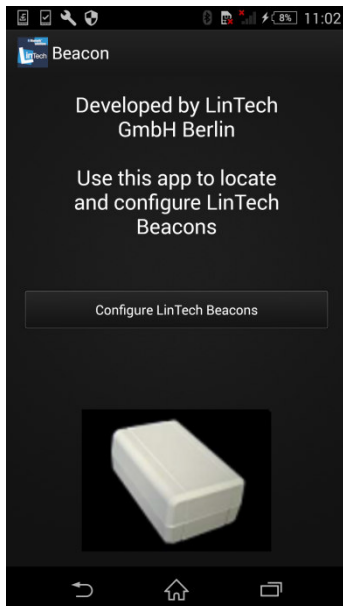 8% 11:02
LinTech Beacon
Developed by LinTech
GmbH Berlin
Use this app to locate
and configure LinTech
Beacons
Configure LinTech Beacons